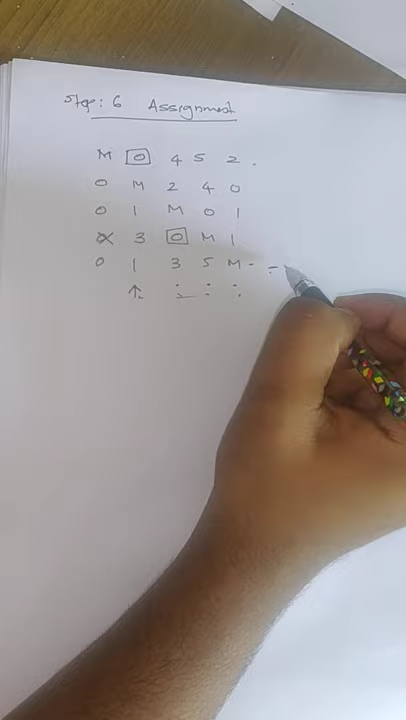 Step: 6 Assignment
M 0 4 5 2 .
0 M 2 4 0
0 1 M 0 1
0 3 0 M 1
0 1 3 5 M - -
↑ : : :